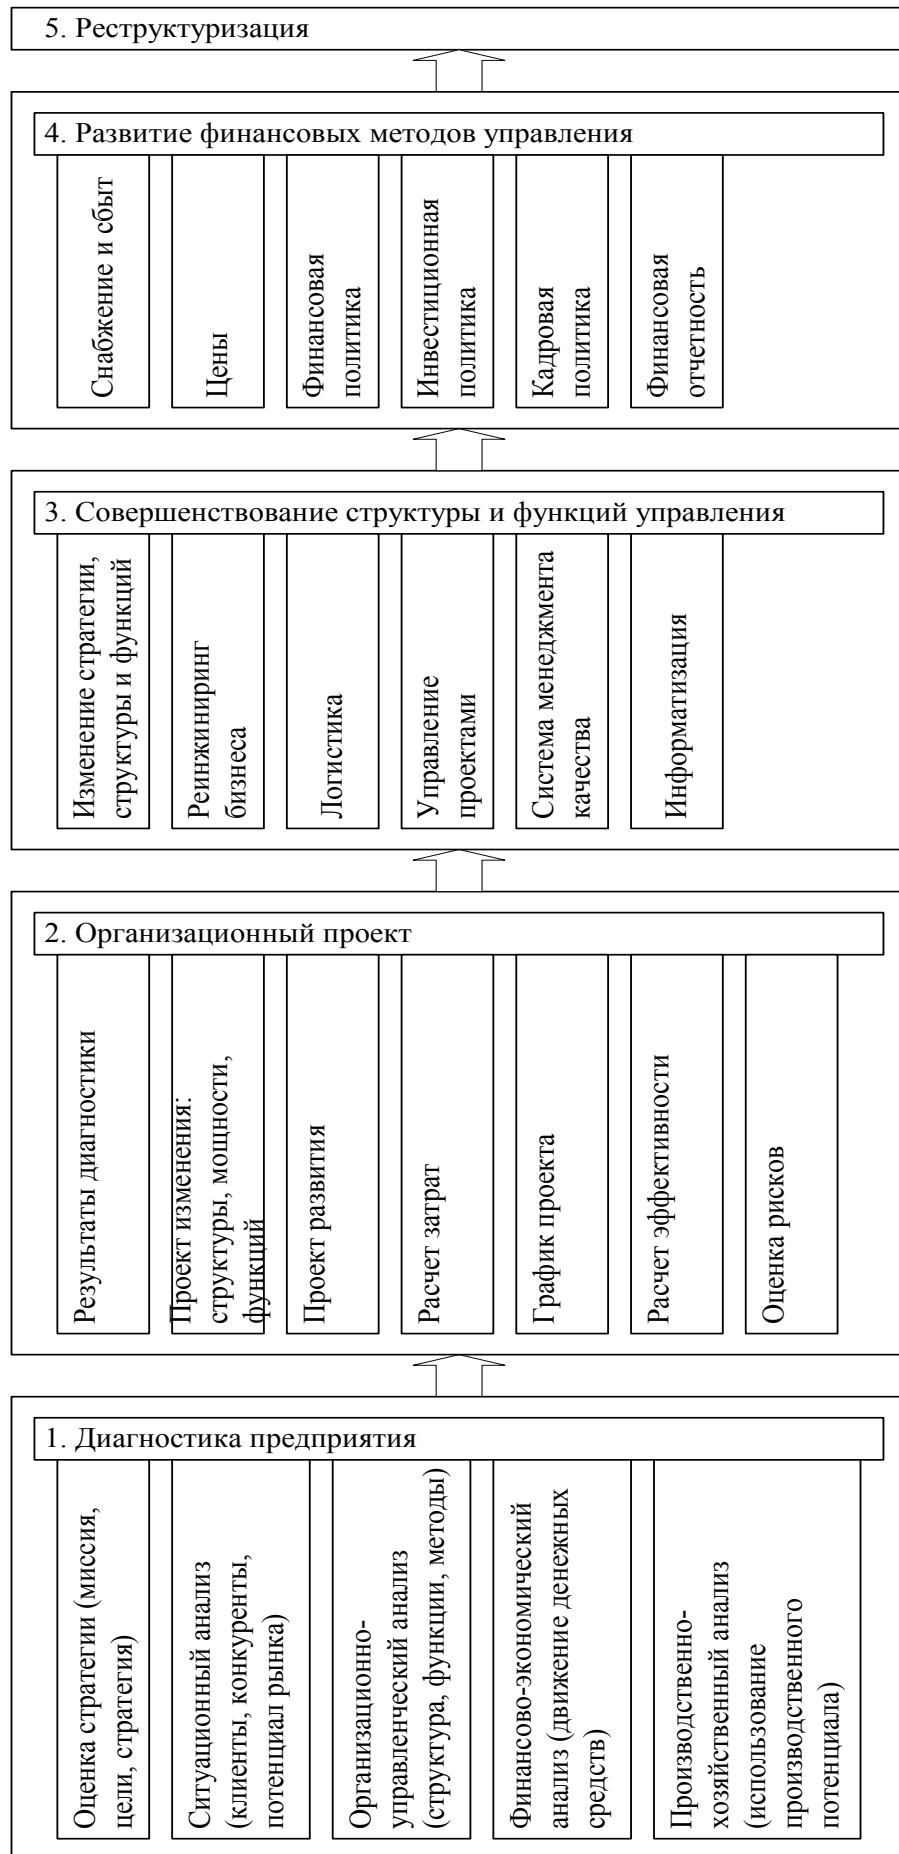 5. Реструктуризация
4. Развитие финансовых методов управления
Снабжение и сбыт
Цены
Финансовая
политика
Инвестиционная
политика
Кадровая
политика
Финансовая
отчетность
3. Совершенствование структуры и функций управления
Изменение стратегии,
структуры и функций
Реинжиниринг
бизнеса
Логистика
Управление
проектами
Система менеджмента
качества
Информатизация
2. Организационный проект
Результаты диагностики
Проект изменения:
структуры, мощности,
функций
Проект развития
Расчет затрат
График проекта
Расчет эффективности
Оценка рисков
1. Диагностика предприятия
Оценка стратегии (миссия,
цели, стратегия)
Ситуационный анализ
(клиенты, конкуренты,
потенциал рынка)
Организационно-
управленческий анализ
(структура, функции, методы)
Финансово-экономический
анализ (движение денежных
средств)
Производственно-
хозяйственный анализ
(использование
производственного
потенциала)